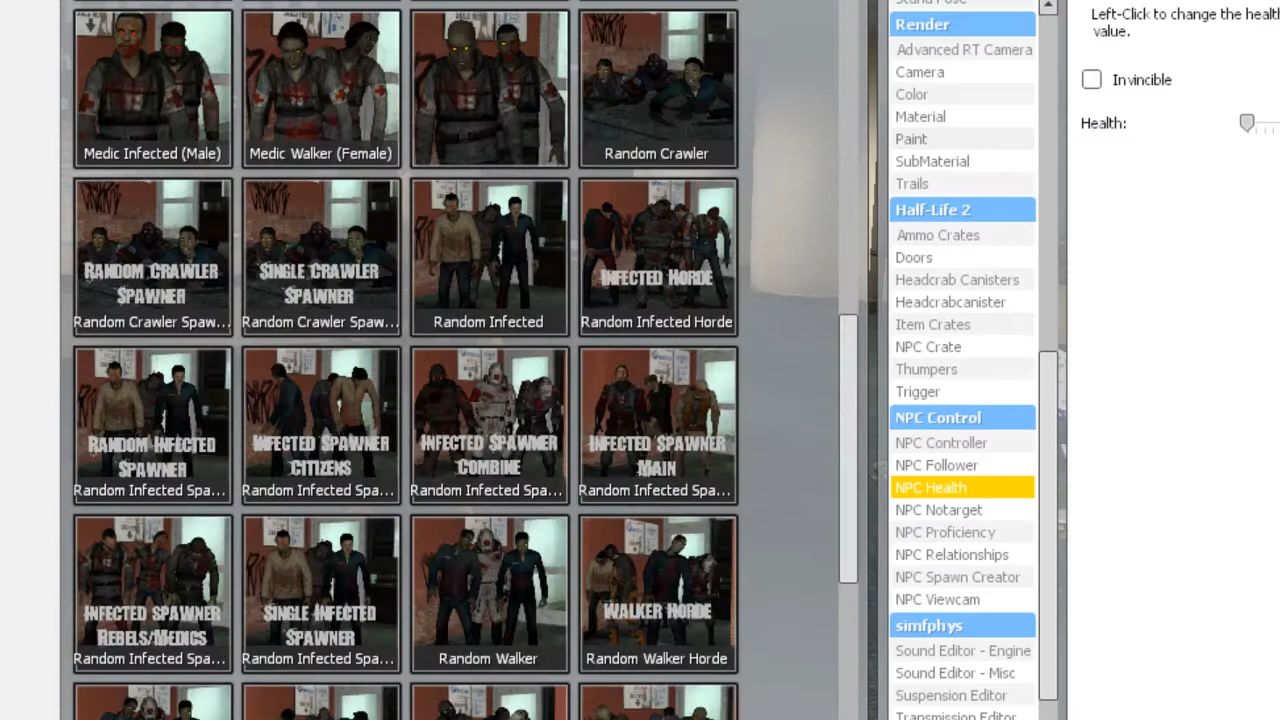 Medic Infected (Male)
Medic Walker (Female)
Random Crawler
RANDOM CRAWLER
SPAWNER
Random Crawler Spaw...
SINGLE CRAWLER
SPAWNER
Random Crawler Spaw...
Random Infected
INFECTED HORDE
Random Infected Horde
RANDOM INFECTED
SPAWNER
Random Infected Spa...
INFECTED SPAWNER
CITIZENS
Random Infected Spa...
INFECTED SPAWNER
COMBINE
Random Infected Spa...
INFECTED SPAWNER
MAIN
Random Infected Spa...
INFECTED SPAWNER
REBELS/MEDICS
Random Infected Spa...
SINGLE INFECTED
SPAWNER
Random Infected Spa...
Random Walker
WALKER HORDE
Random Walker Horde
Stand Pose
Render
Advanced RT Camera
Camera
Color
Material
Paint
SubMaterial
Trails
Half-Life 2
Ammo Crates
Doors
Headcrab Canisters
Headcrabcanister
Item Crates
NPC Crate
Thumpers
Trigger
NPC Control
NPC Controller
NPC Follower
NPC Health
NPC Notarget
NPC Proficiency
NPC Relationships
NPC Spawn Creator
NPC Viewcam
simfphys
Sound Editor - Engine
Sound Editor - Misc
Suspension Editor
Transmission Editor
Left-Click to change the health
value.
Invincible
Health: